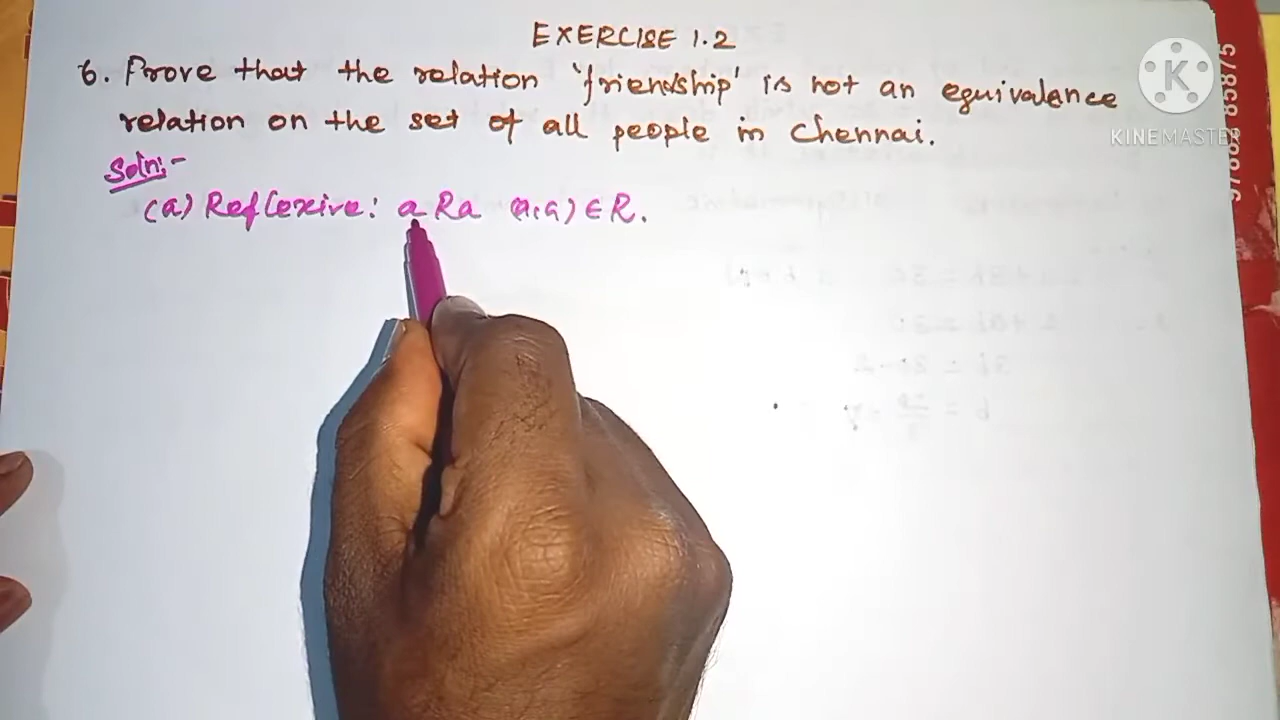 EXERCISE 1.2
6. Prove that the relation 'friendship' is not an equivalence
relation on the set of all people in Chennai.
Soln:-
(a) Reflexive: a R a (a,a) ∈ R.
K
KINEMASTER